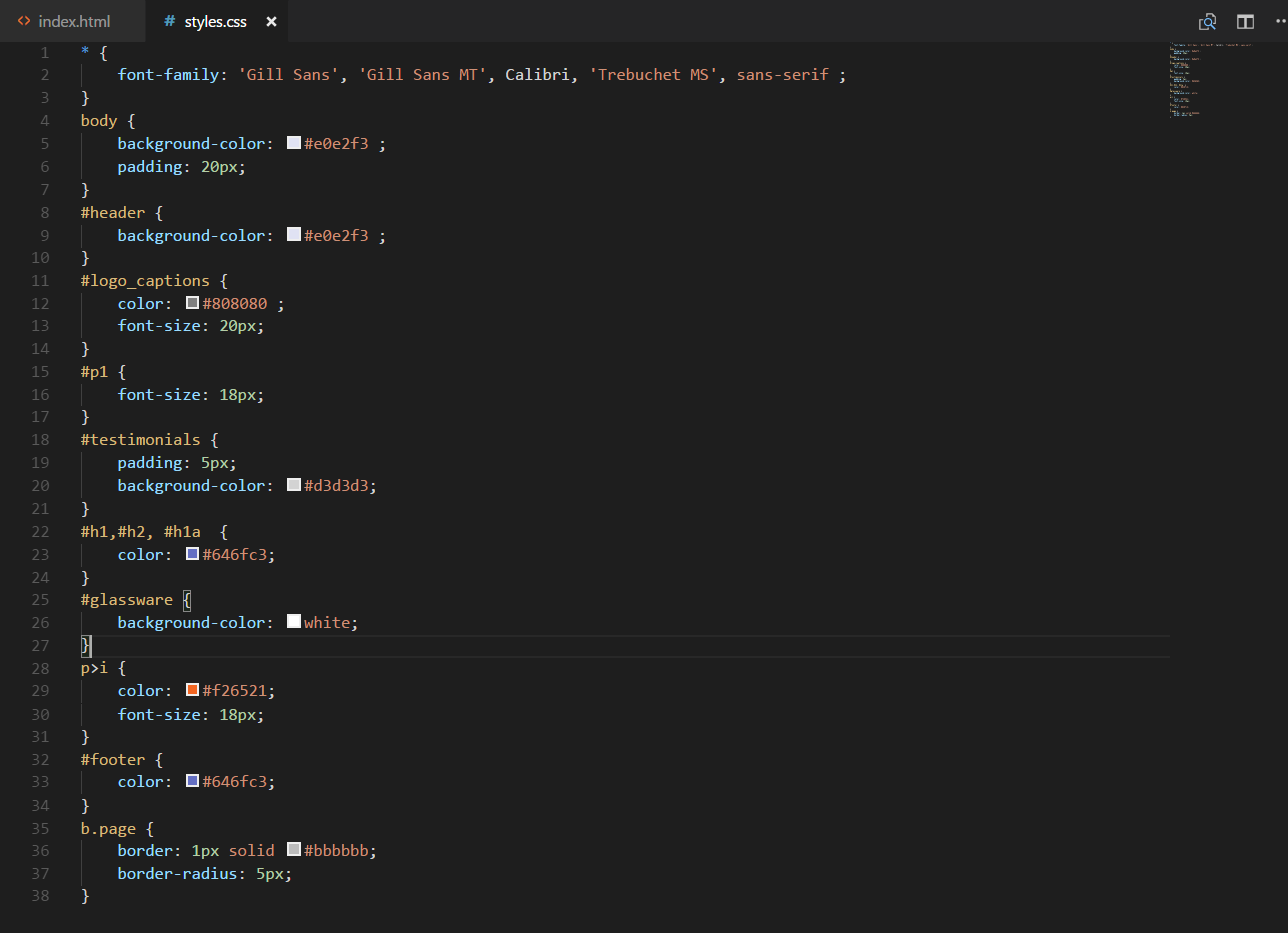 index.html
# styles.css
1 * {
2 font-family: 'Gill Sans', 'Gill Sans MT', Calibri, 'Trebuchet MS', sans-serif ;
3 }
4 body {
5 background-color: #e0e2f3 ;
6 padding: 20px;
7 }
8 #header {
9 background-color: #e0e2f3 ;
10 }
11 #logo_captions {
12 color: #808080 ;
13 font-size: 20px;
14 }
15 #p1 {
16 font-size: 18px;
17 }
18 #testimonials {
19 padding: 5px;
20 background-color: #d3d3d3;
21 }
22 #h1,#h2, #h1a  {
23 color: #646fc3;
24 }
25 #glassware {
26 background-color: white;
27 }
28 p>i {
29 color: #f26521;
30 font-size: 18px;
31 }
32 #footer {
33 color: #646fc3;
34 }
35 b.page {
36 border: 1px solid #bbbbbb;
37 border-radius: 5px;
38 }